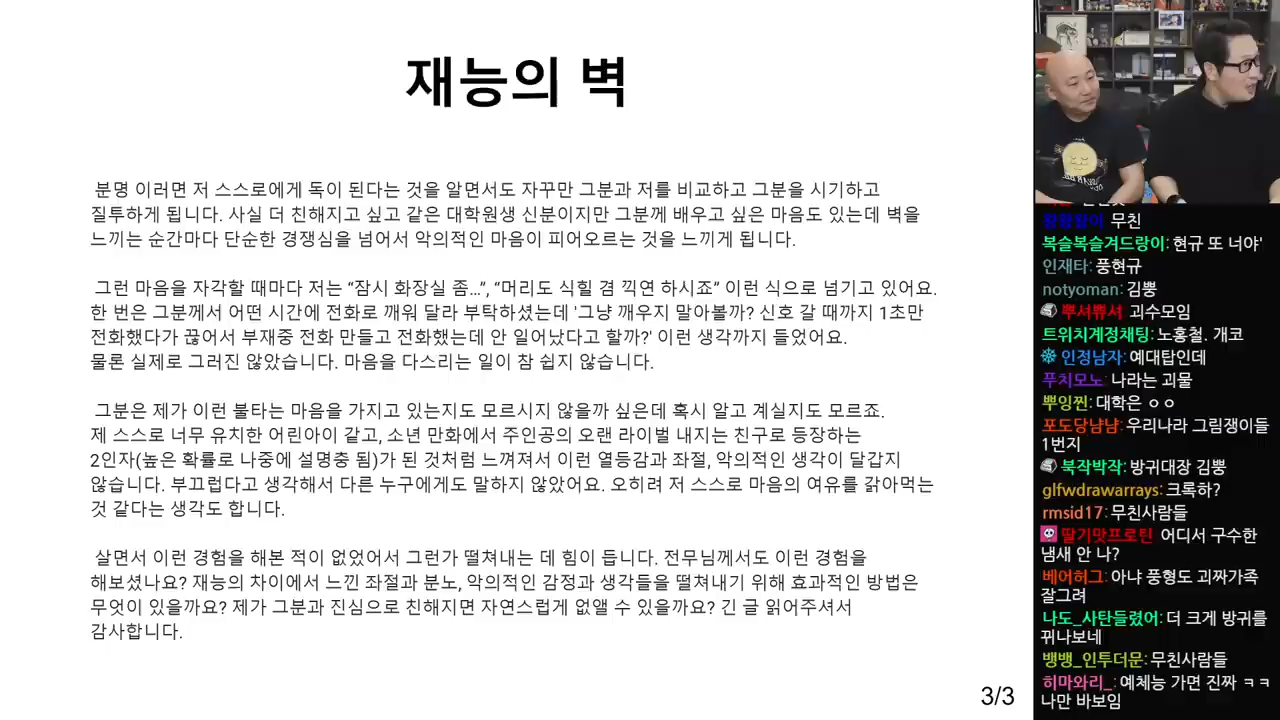 재능의 벽
분명 이러면 저 스스로에게 독이 된다는 것을 알면서도 자꾸만 그분과 저를 비교하고 그분을 시기하고
질투하게 됩니다. 사실 더 친해지고 싶고 같은 대학원생 신분이지만 그분께 배우고 싶은 마음도 있는데 벽을
느끼는 순간마다 단순한 경쟁심을 넘어서 악의적인 마음이 피어오르는 것을 느끼게 됩니다.
그런 마음을 자각할 때마다 저는 “잠시 화장실 좀...”, “머리도 식힐 겸 끽연 하시죠” 이런 식으로 넘기고 있어요.
한 번은 그분께서 어떤 시간에 전화로 깨워 달라 부탁하셨는데 '그냥 깨우지 말아볼까? 신호 갈 때까지 1초만
전화했다가 끊어서 부재중 전화 만들고 전화했는데 안 일어났다고 할까?' 이런 생각까지 들었어요.
물론 실제로 그러진 않았습니다. 마음을 다스리는 일이 참 쉽지 않습니다.
그분은 제가 이런 불타는 마음을 가지고 있는지도 모르시지 않을까 싶은데 혹시 알고 계실지도 모르죠.
제 스스로 너무 유치한 어린아이 같고, 소년 만화에서 주인공의 오랜 라이벌 내지는 친구로 등장하는
2인자(높은 확률로 나중에 설명충 됨)가 된 것처럼 느껴져서 이런 열등감과 좌절, 악의적인 생각이 달갑지
않습니다. 부끄럽다고 생각해서 다른 누구에게도 말하지 않았어요. 오히려 저 스스로 마음의 여유를 갉아먹는
것 같다는 생각도 합니다.
살면서 이런 경험을 해본 적이 없었어서 그런가 떨쳐내는 데 힘이 듭니다. 전무님께서도 이런 경험을
해보셨나요? 재능의 차이에서 느낀 좌절과 분노, 악의적인 감정과 생각들을 떨쳐내기 위해 효과적인 방법은
무엇이 있을까요? 제가 그분과 진심으로 친해지면 자연스럽게 없앨 수 있을까요? 긴 글 읽어주셔서
감사합니다.
3/3
무친
복슬복슬겨드랑이: 현규 또 너야'
인재타: 풍현규
notyoman: 김뿡
뿌셔쀼셔 괴수모임
트위치계정채팅: 노홍철. 개코
인정남자: 예대탑인데
푸치모노: 나라는 괴물
뿌잉찐: 대학은 ㅇㅇ
포도당냠냠: 우리나라 그림쟁이들
1번지
북작박작: 방귀대장 김뿡
glfwdrawarrays: 크록하?
rmsid17: 무친사람들
딸기맛프로틴 어디서 구수한
냄새 안 나?
베어허그: 아냐 풍형도 괴짜가족
잘그려
나도_사탄들렸어: 더 크게 방귀를
뀌나보네
뱅뱅_인투더문: 무친사람들
히마와리_: 예체능 가면 진짜 ㅋㅋ
나만 바보임